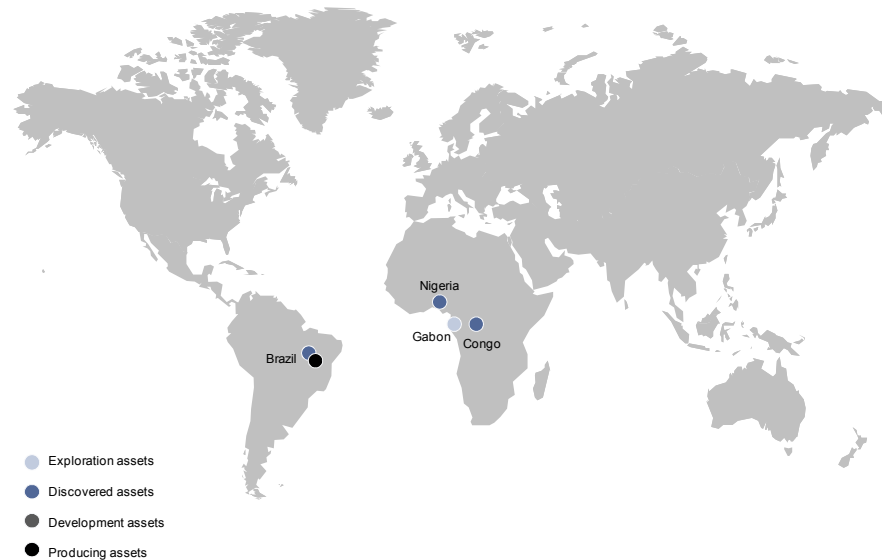 Nigeria
Gabon
Congo
Brazil
Exploration assets
Discovered assets
Development assets
Producing assets